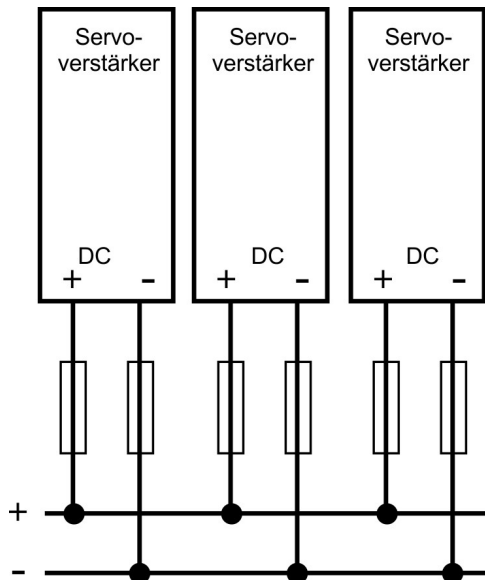 Servo-
verstärker
Servo-
verstärker
Servo-
verstärker
DC
+ -
DC
+ -
DC
+ -
+
-